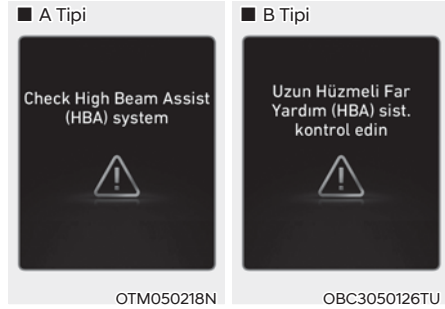 ■ A Tipi
Check High Beam Assist
(HBA) system
OTM050218N
■ B Tipi
Uzun Hüzmeli Far
Yardım (HBA) sist.
kontrol edin
OBC3050126TU